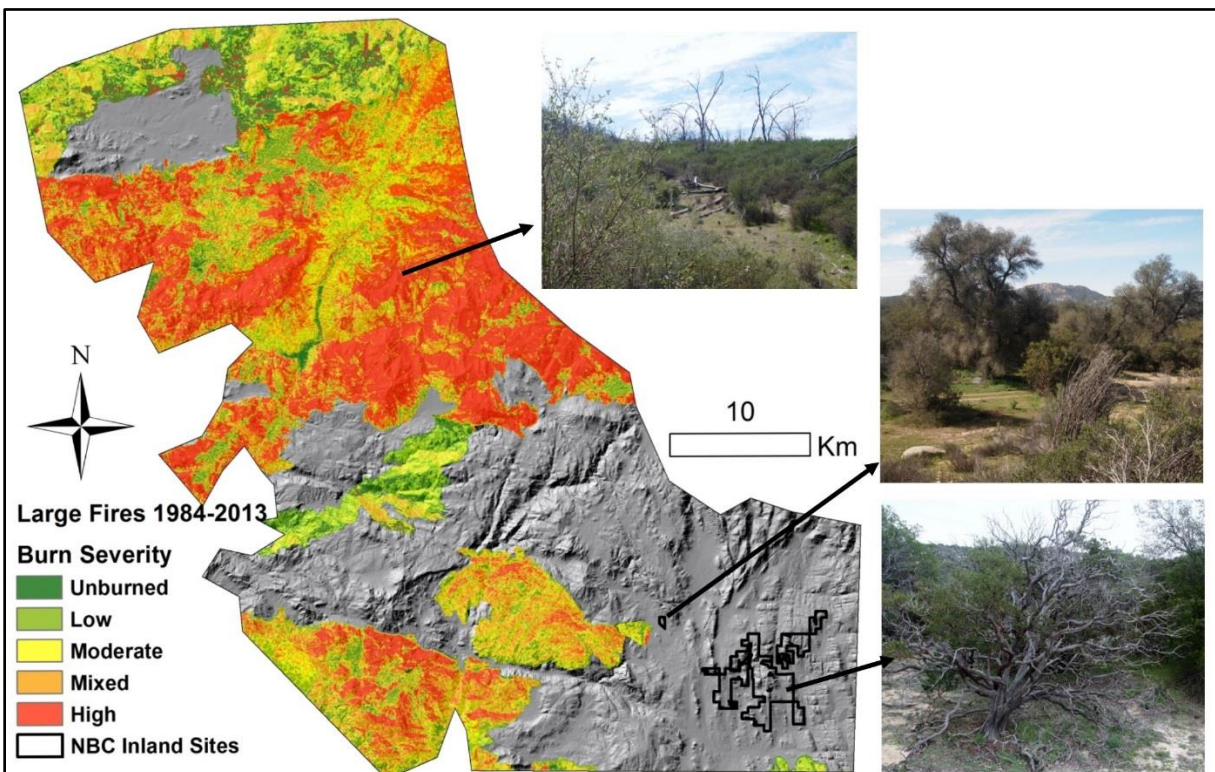 N
10
Km
Large Fires 1984-2013
Burn Severity
Unburned
Low
Moderate
Mixed
High
NBC Inland Sites